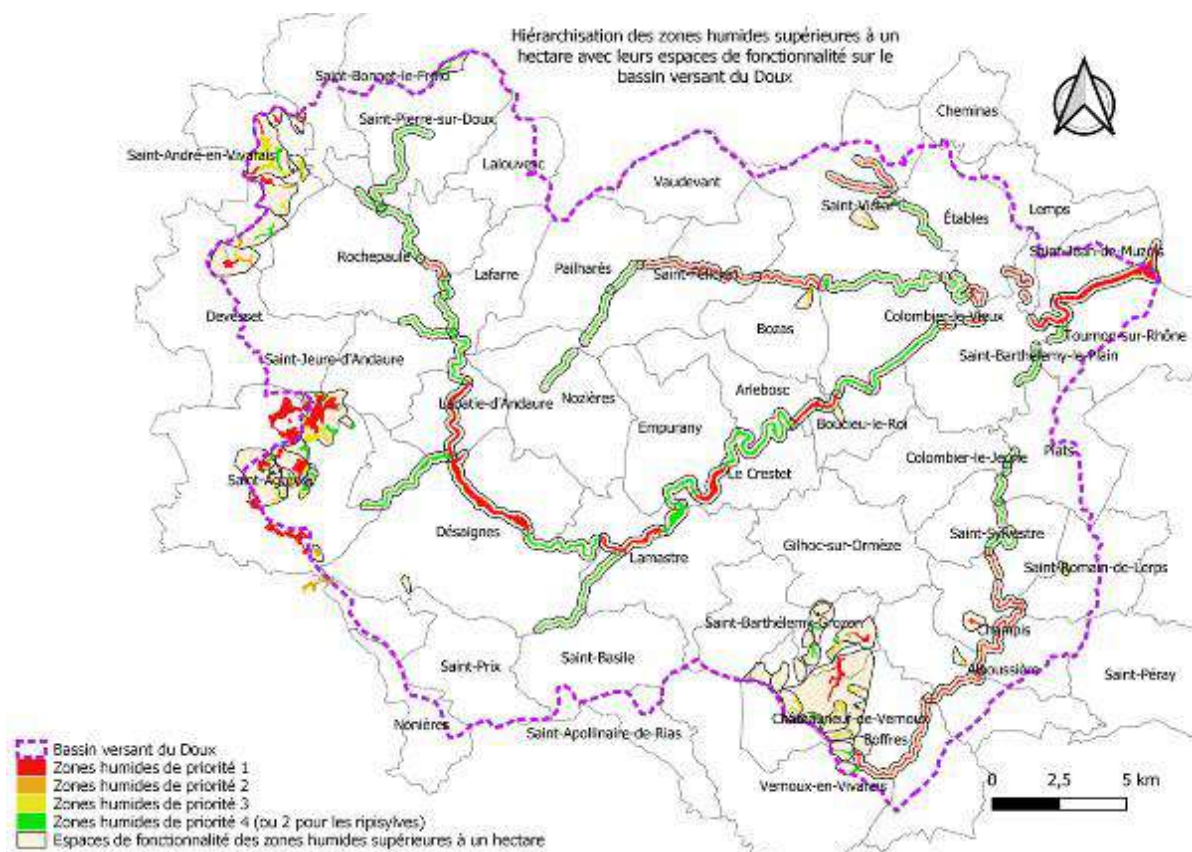 Hiérarchisation des zones humides supérieures à un
hectare avec leurs espaces de fonctionnalité sur le
bassin versant du Doux
Saint-Bonnet-le-Froid
Cheminas
Saint-Pierre-sur-Doux
Saint-André-en-Vivarais
Lalouvesc
Vaudevant
Saint-Victor
Étables
Lemps
Saint-Jean-de-Muzols
Rochepaule
Lafarre
Pailharès
Saint-Félicien
Devesset
Colombier-le-Vieux
Bozas
Tournon-sur-Rhône
Saint-Jeure-d'Andaure
Saint-Barthélemy-le-Plain
Labatie-d'Andaure
Nozières
Arlebosc
Empurany
Boucieu-le-Roi
Plats
Colombier-le-Jeune
Saint-Agrève
Le Crestet
Désaignes
Saint-Sylvestre
Gilhoc-sur-Ormèze
Lamastre
Saint-Romain-de-Lerps
Saint-Barthélemy-Grozon
Champis
Saint-Prix
Saint-Basile
Alboussière
Saint-Péray
Châteauneuf-de-Vernoux
Nonières
Saint-Apollinaire-de-Rias
Boffres
Vernoux-en-Vivarais
0 2,5 5 km
Bassin versant du Doux
Zones humides de priorité 1
Zones humides de priorité 2
Zones humides de priorité 3
Zones humides de priorité 4 (ou 2 pour les ripisylves)
Espaces de fonctionnalité des zones humides supérieures à un hectare